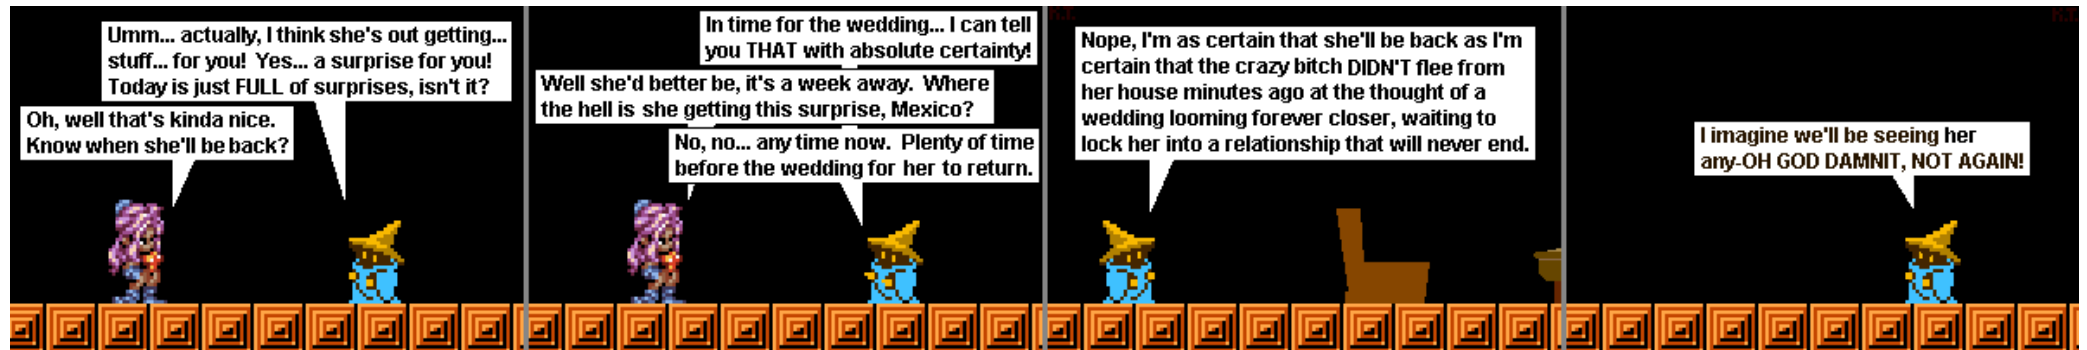 Umm... actually, I think she's out getting...
stuff... for you!  Yes... a surprise for you!
Today is just FULL of surprises, isn't it?
Oh, well that's kinda nice.
Know when she'll be back?
In time for the wedding... I can tell
you THAT with absolute certainty!
Well she'd better be, it's a week away.  Where
the hell is she getting this surprise, Mexico?
No, no... any time now.  Plenty of time
before the wedding for her to return.
K.T.
Nope, I'm as certain that she'll be back as I'm
certain that the crazy bitch DIDN'T flee from
her house minutes ago at the thought of a
wedding looming forever closer, waiting to
lock her into a relationship that will never end.
K.T.
I imagine we'll be seeing her
any-OH GOD DAMNIT, NOT AGAIN!